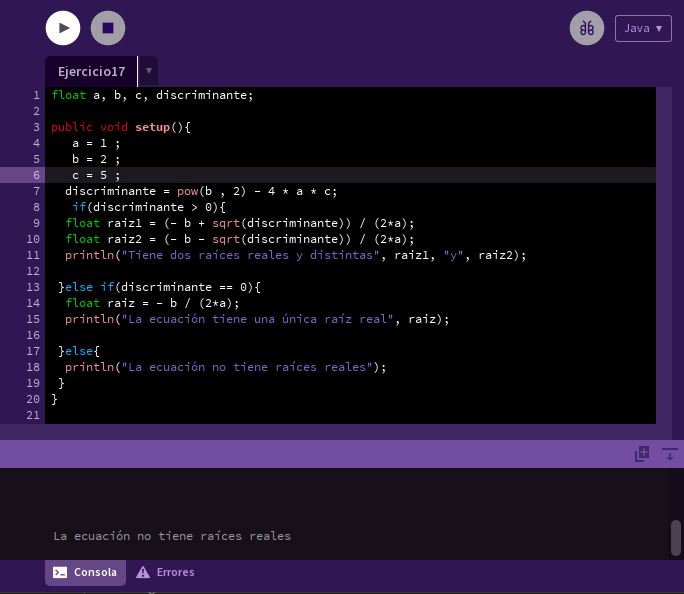 Java ▾
Ejercicio17 ▾
1 float a, b, c, discriminante;
2
3 public void setup(){
4 a = 1 ;
5 b = 2 ;
6 c = 5 ;
7 discriminante = pow(b , 2) - 4 * a * c;
8 if(discriminante > 0){
9 float raiz1 = (- b + sqrt(discriminante)) / (2*a);
10 float raiz2 = (- b - sqrt(discriminante)) / (2*a);
11 println("Tiene dos raíces reales y distintas", raiz1, "y", raiz2);
12
13 }else if(discriminante == 0){
14 float raiz = - b / (2*a);
15 println("La ecuación tiene una única raíz real", raiz);
16
17 }else{
18 println("La ecuación no tiene raíces reales");
19 }
20 }
21
La ecuación no tiene raíces reales
Consola Errores